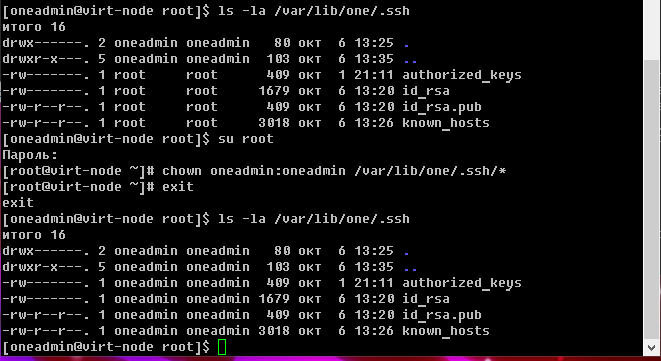 [oneadmin@virt-node root]$ ls -la /var/lib/one/.ssh
итого 16
drwx------. 2 oneadmin oneadmin   80 окт  6 13:25 .
drwxr-x---. 5 oneadmin oneadmin  103 окт  6 13:35 ..
-rw-------. 1 root     root      409 окт  1 21:11 authorized_keys
-rw-------. 1 root     root     1679 окт  6 13:20 id_rsa
-rw-r--r--. 1 root     root      409 окт  6 13:20 id_rsa.pub
-rw-r--r--. 1 root     root     3018 окт  6 13:26 known_hosts
[oneadmin@virt-node root]$ su root
Пароль:
[root@virt-node ~]# chown oneadmin:oneadmin /var/lib/one/.ssh/*
[root@virt-node ~]# exit
exit
[oneadmin@virt-node root]$ ls -la /var/lib/one/.ssh
итого 16
drwx------. 2 oneadmin oneadmin   80 окт  6 13:25 .
drwxr-x---. 5 oneadmin oneadmin  103 окт  6 13:35 ..
-rw-------. 1 oneadmin oneadmin  409 окт  1 21:11 authorized_keys
-rw-------. 1 oneadmin oneadmin 1679 окт  6 13:20 id_rsa
-rw-r--r--. 1 oneadmin oneadmin  409 окт  6 13:20 id_rsa.pub
-rw-r--r--. 1 oneadmin oneadmin 3018 окт  6 13:26 known_hosts
[oneadmin@virt-node root]$